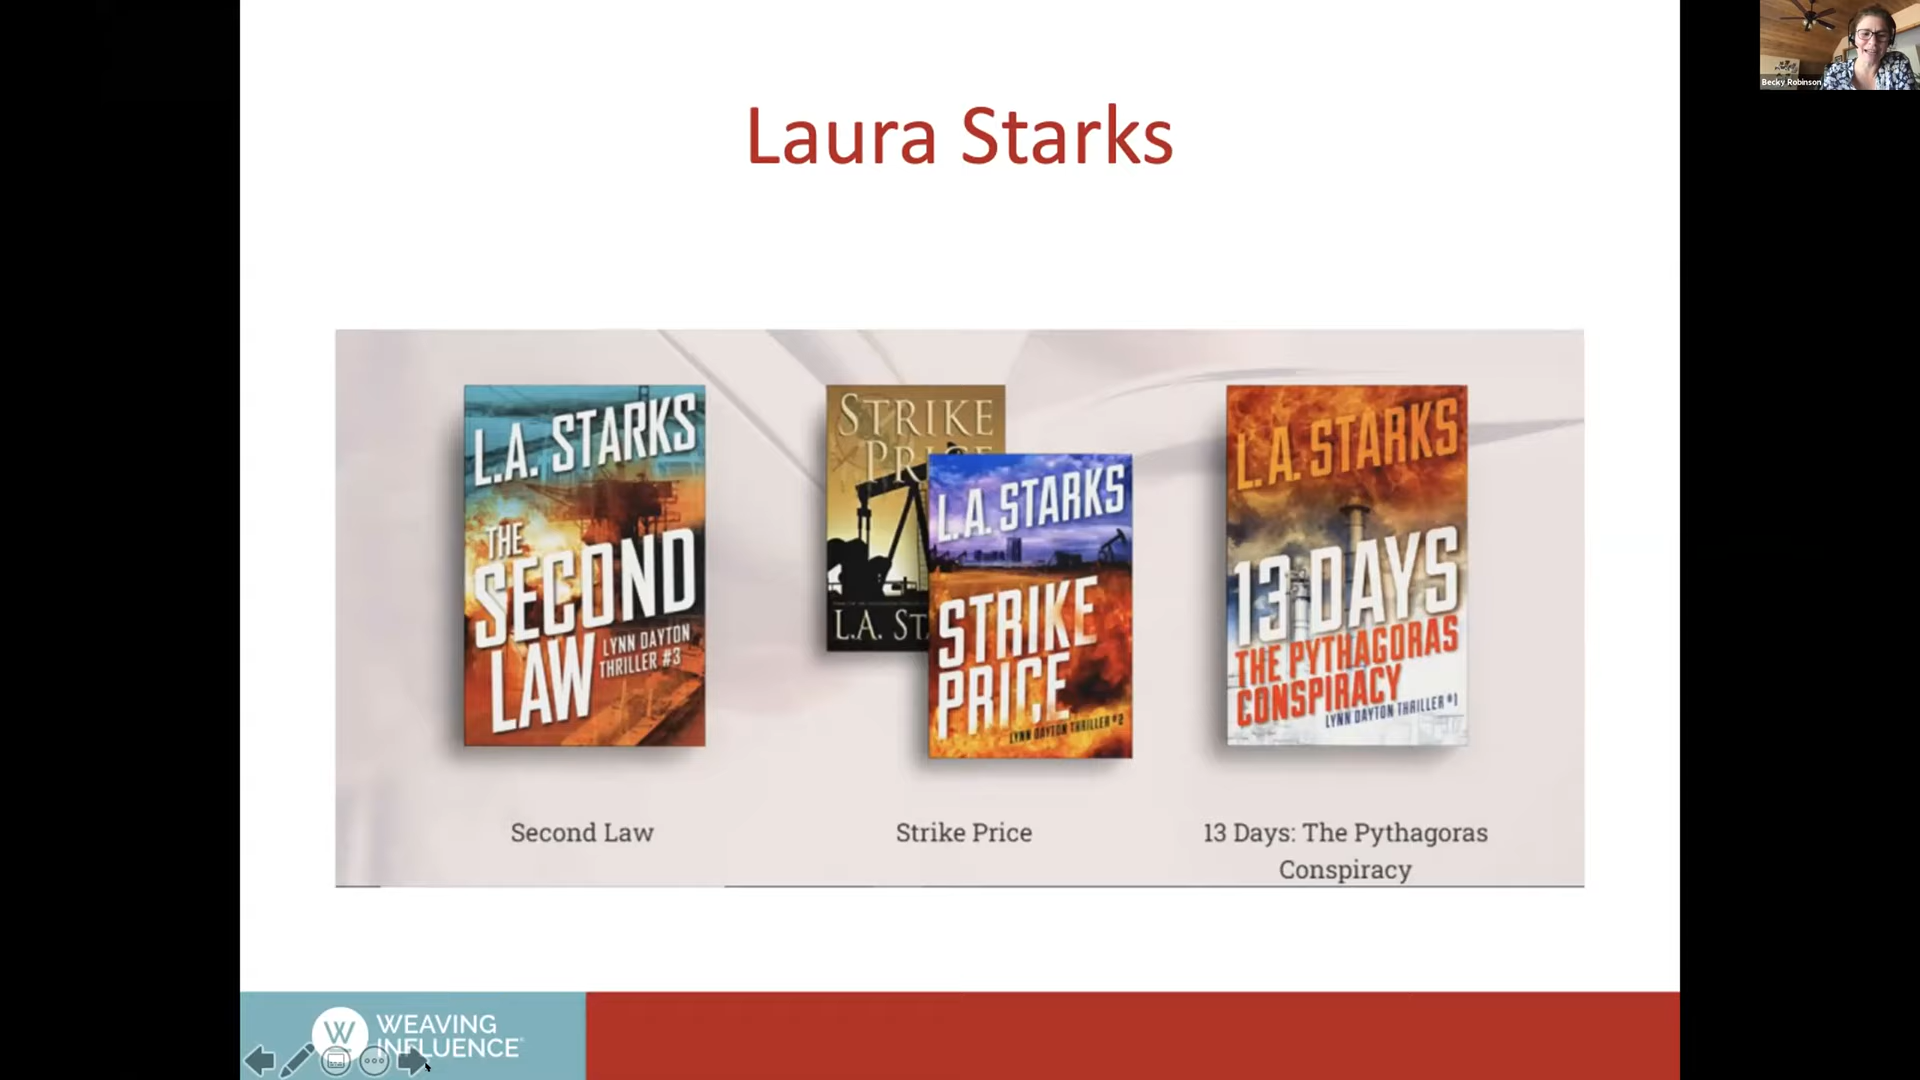 Becky Robinson
Laura Starks
L.A. STARKS
THE
SECOND
LAW
LYNN DAYTON
THRILLER #3
STRIKE
PRICE
L.A. ST
L.A. STARKS
STRIKE
PRICE
LYNN DAYTON THRILLER #2
L.A. STARKS
13 DAYS
THE PYTHAGORAS
CONSPIRACY
LYNN DAYTON THRILLER #1
Second Law
Strike Price
13 Days: The Pythagoras
Conspiracy
W
WEAVING
INFLUENCE